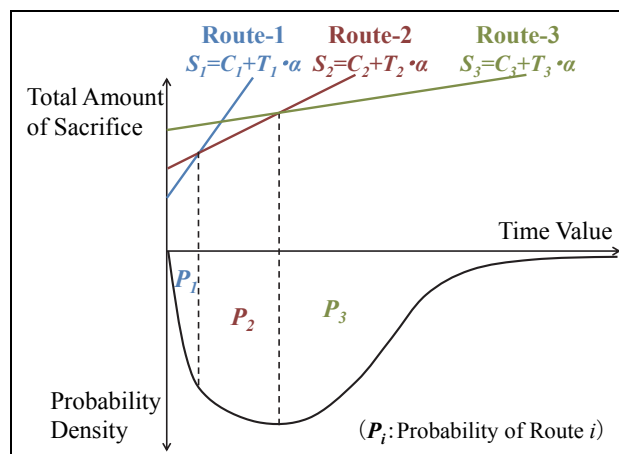 Route-1
S₁=C₁+T₁•α
Route-2
S₂=C₂+T₂•α
Route-3
S₃=C₃+T₃•α
Total Amount
of Sacrifice
Time Value
P₁
P₂
P₃
Probability
Density
(Pᵢ: Probability of Route i)